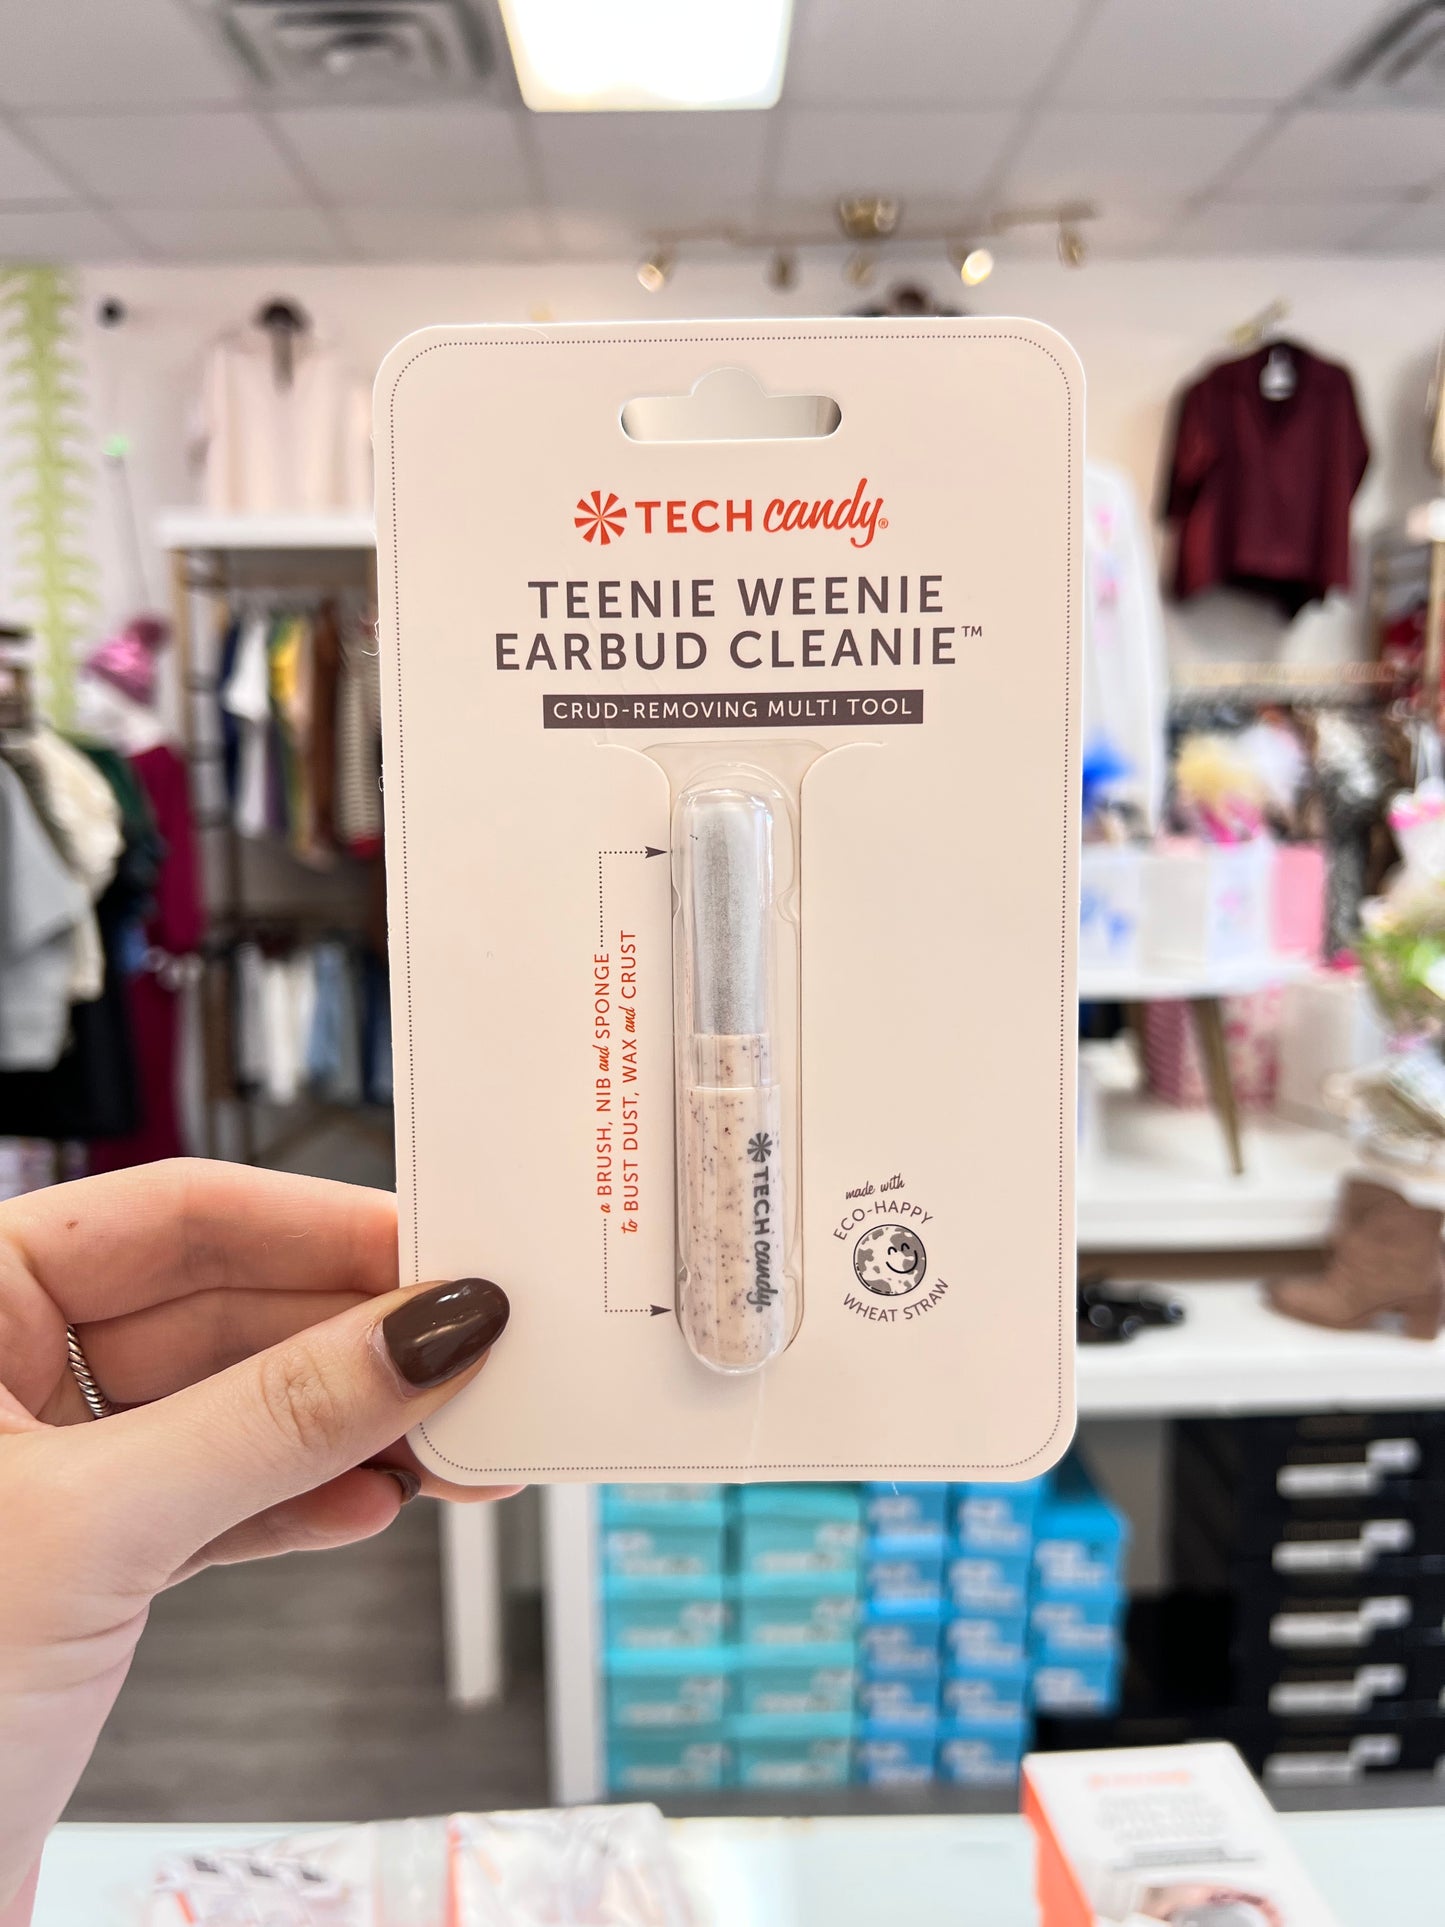 TECH candy®
TEENIE WEENIE
EARBUD CLEANIE™
CRUD-REMOVING MULTI TOOL
a BRUSH, NIB and SPONGE
to BUST DUST, WAX and CRUST
TECH candy®
made with
ECO-HAPPY
WHEAT STRAW